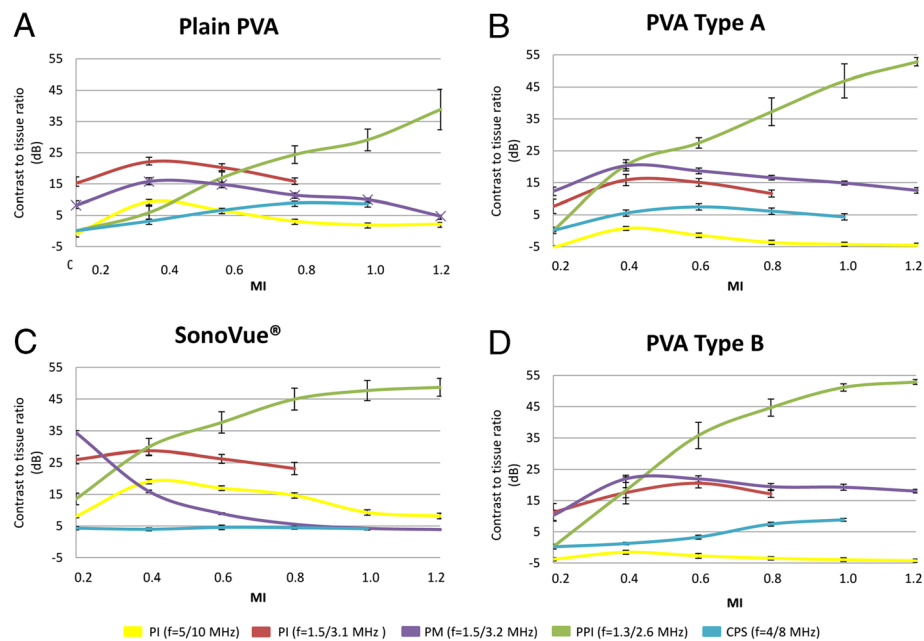 A
Plain PVA
Contrast to tissue ratio
(dB)
55
45
35
25
15
5
-5
0.2
0.4
0.6
0.8
1.0
1.2
MI
B
PVA Type A
Contrast to tissue ratio
(dB)
55
45
35
25
15
5
-5
0.2
0.4
0.6
0.8
1.0
1.2
MI
C
SonoVue®
Contrast to tissue ratio
(dB)
55
45
35
25
15
5
-5
0.2
0.4
0.6
0.8
1.0
1.2
MI
D
PVA Type B
Contrast to tissue ratio
(dB)
55
45
35
25
15
5
-5
0.2
0.4
0.6
0.8
1.0
1.2
MI
PI (f=5/10 MHz) PI (f=1.5/3.1 MHz ) PM (f=1.5/3.2 MHz) PPI (f=1.3/2.6 MHz) CPS (f=4/8 MHz)